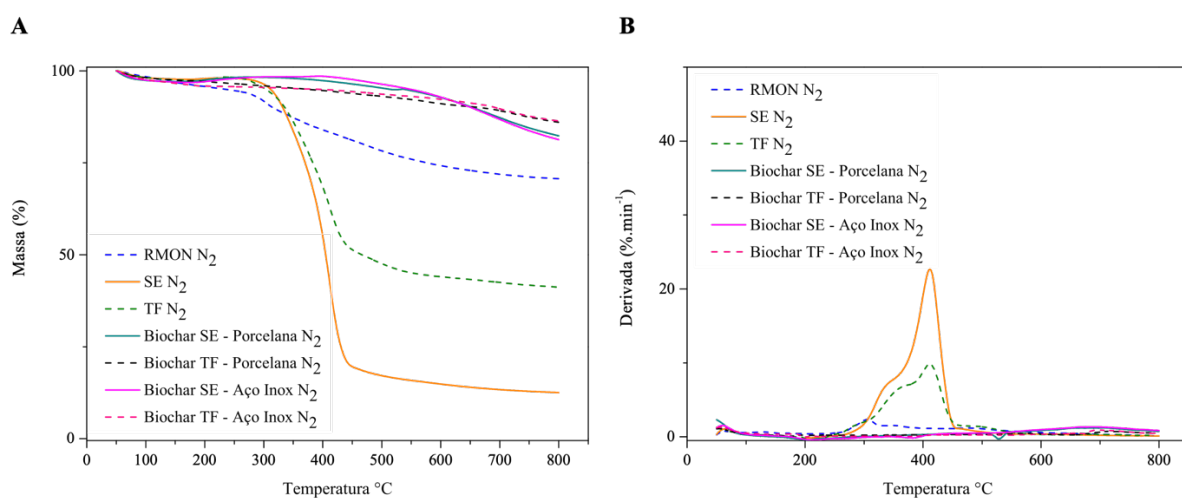 A
B
100
50
0
Massa (%)
RMON N2
SE N2
TF N2
Biochar SE - Porcelana N2
Biochar TF - Porcelana N2
Biochar SE - Aço Inox N2
Biochar TF - Aço Inox N2
0 100 200 300 400 500 600 700 800
Temperatura °C
40
20
0
Derivada (%.min-1)
RMON N2
SE N2
TF N2
Biochar SE - Porcelana N2
Biochar TF - Porcelana N2
Biochar SE - Aço Inox N2
Biochar TF - Aço Inox N2
0 200 400 600 800
Temperatura °C